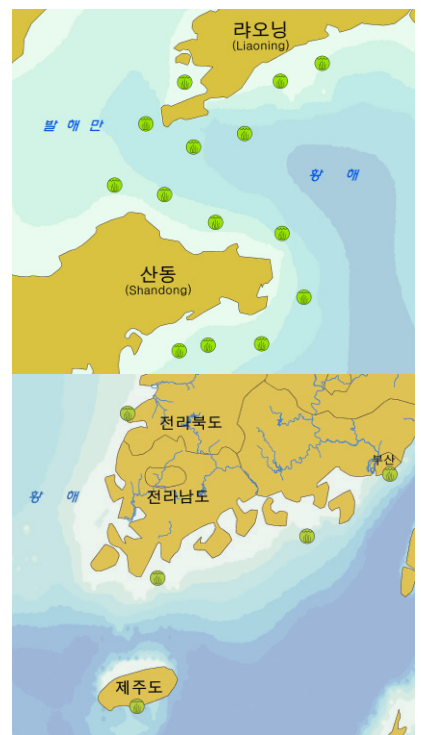 랴오닝
(Liaoning)
발 해 만
황 해
산동
(Shandong)
전라북도
부산
황 해
전라남도
제주도